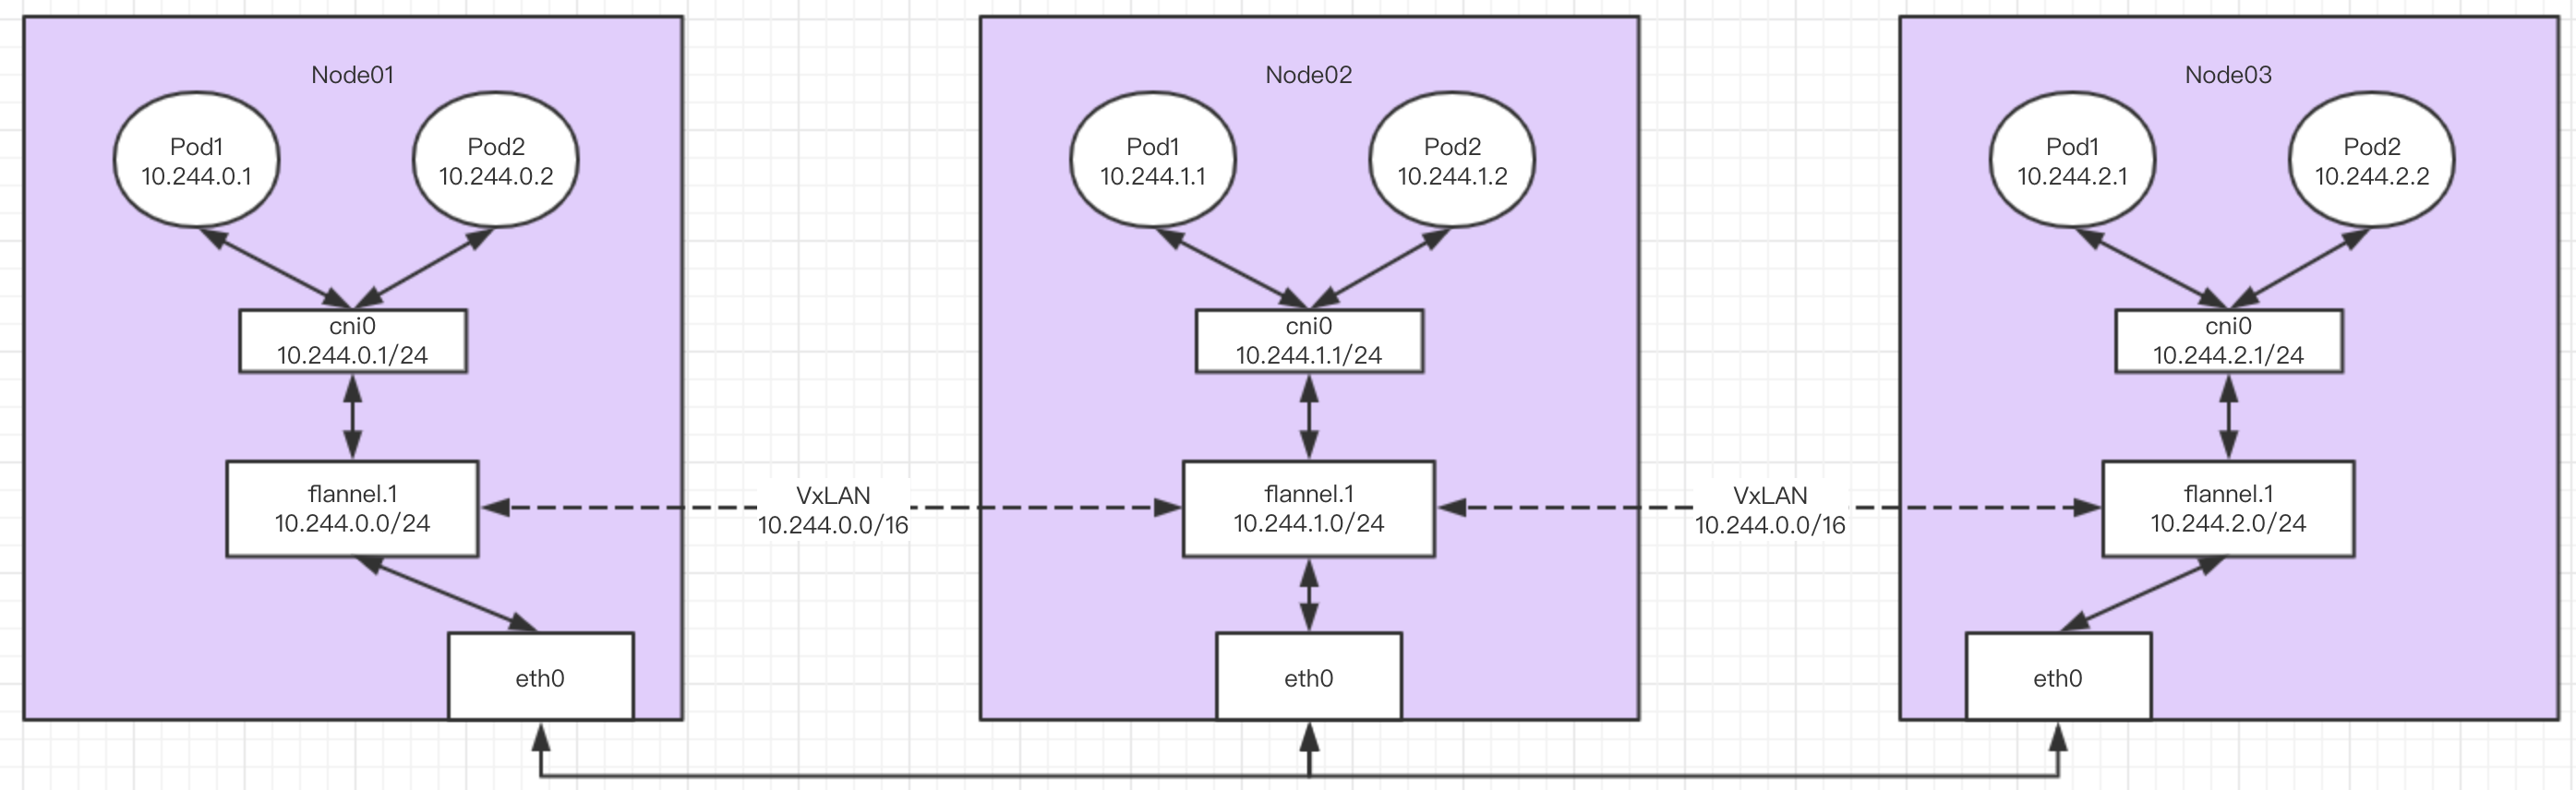 Node01
Pod1
10.244.0.1
Pod2
10.244.0.2
cni0
10.244.0.1/24
flannel.1
10.244.0.0/24
eth0
VxLAN
10.244.0.0/16
Node02
Pod1
10.244.1.1
Pod2
10.244.1.2
cni0
10.244.1.1/24
flannel.1
10.244.1.0/24
eth0
VxLAN
10.244.0.0/16
Node03
Pod1
10.244.2.1
Pod2
10.244.2.2
cni0
10.244.2.1/24
flannel.1
10.244.2.0/24
eth0